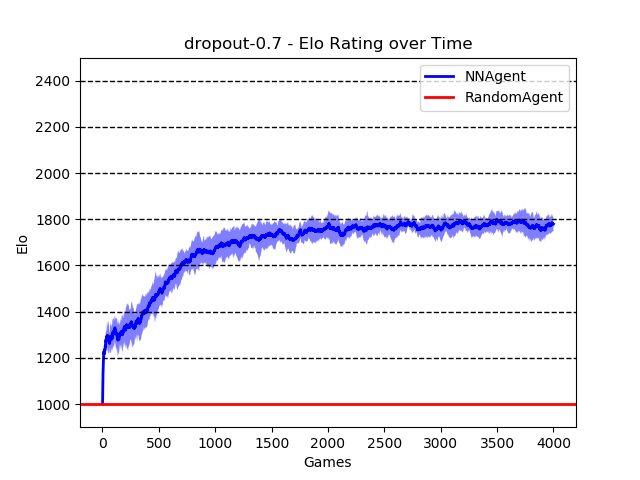 dropout-0.7 - Elo Rating over Time
NNAgent
RandomAgent
2400
2200
2000
1800
1600
1400
1200
1000
Elo
0 500 1000 1500 2000 2500 3000 3500 4000
Games